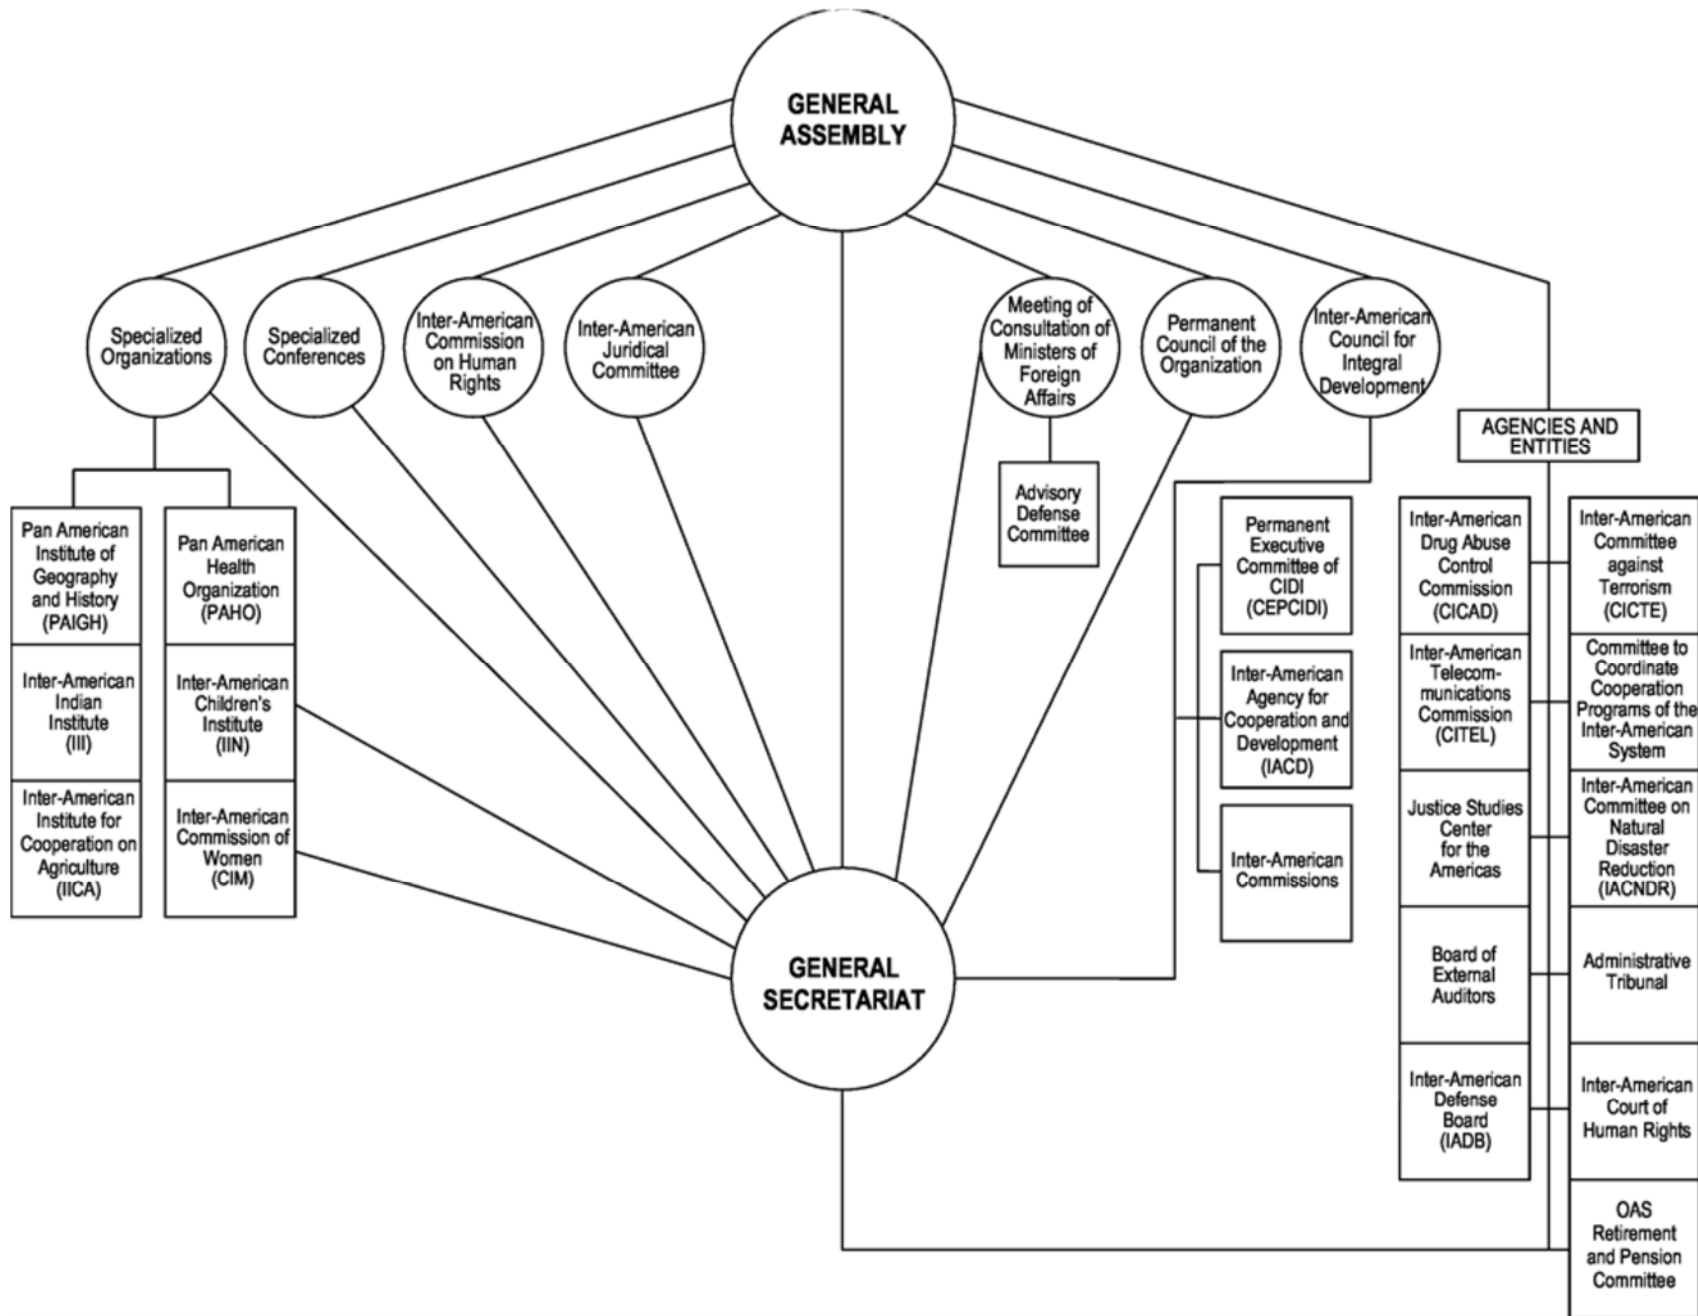 GENERAL
ASSEMBLY
Specialized
Organizations
Specialized
Conferences
Inter-American
Commission
on Human
Rights
Inter-American
Juridical
Committee
Meeting of
Consultation of
Ministers of
Foreign
Affairs
Permanent
Council of the
Organization
Inter-American
Council for
Integral
Development
AGENCIES AND
ENTITIES
Pan American
Institute of
Geography
and History
(PAIGH)
Inter-American
Indian
Institute
(III)
Inter-American
Institute for
Cooperation on
Agriculture
(IICA)
Pan American
Health
Organization
(PAHO)
Inter-American
Children's
Institute
(IIN)
Inter-American
Commission of
Women
(CIM)
Advisory
Defense
Committee
Permanent
Executive
Committee of
CIDI
(CEPCIDI)
Inter-American
Agency for
Cooperation and
Development
(IACD)
Inter-American
Commissions
Inter-American
Drug Abuse
Control
Commission
(CICAD)
Inter-American
Telecom-
munications
Commission
(CITEL)
Justice Studies
Center
for the
Americas
Board of
External
Auditors
Inter-American
Defense
Board
(IADB)
Inter-American
Committee
against
Terrorism
(CICTE)
Committee to
Coordinate
Cooperation
Programs of the
Inter-American
System
Inter-American
Committee on
Natural
Disaster
Reduction
(IACNDR)
Administrative
Tribunal
Inter-American
Court of
Human Rights
OAS
Retirement
and Pension
Committee
GENERAL
SECRETARIAT